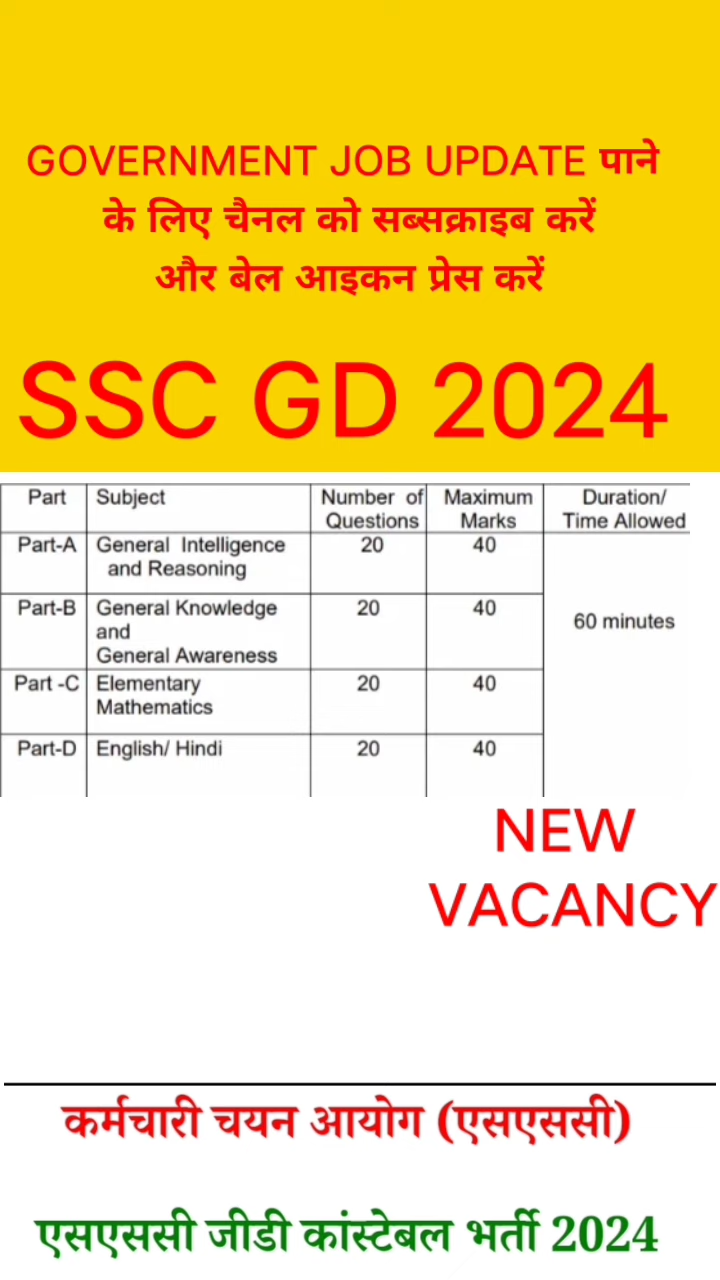 GOVERNMENT JOB UPDATE पाने
के लिए चैनल को सब्सक्राइब करें
और बेल आइकन प्रेस करें
SSC GD 2024
Part Subject Number of Questions Maximum Marks Duration/ Time Allowed
Part-A General Intelligence and Reasoning 20 40 60 minutes
Part-B General Knowledge and General Awareness 20 40
Part -C Elementary Mathematics 20 40
Part-D English/ Hindi 20 40
NEW
VACANCY
कर्मचारी चयन आयोग (एसएससी)
एसएससी जीडी कांस्टेबल भर्ती 2024